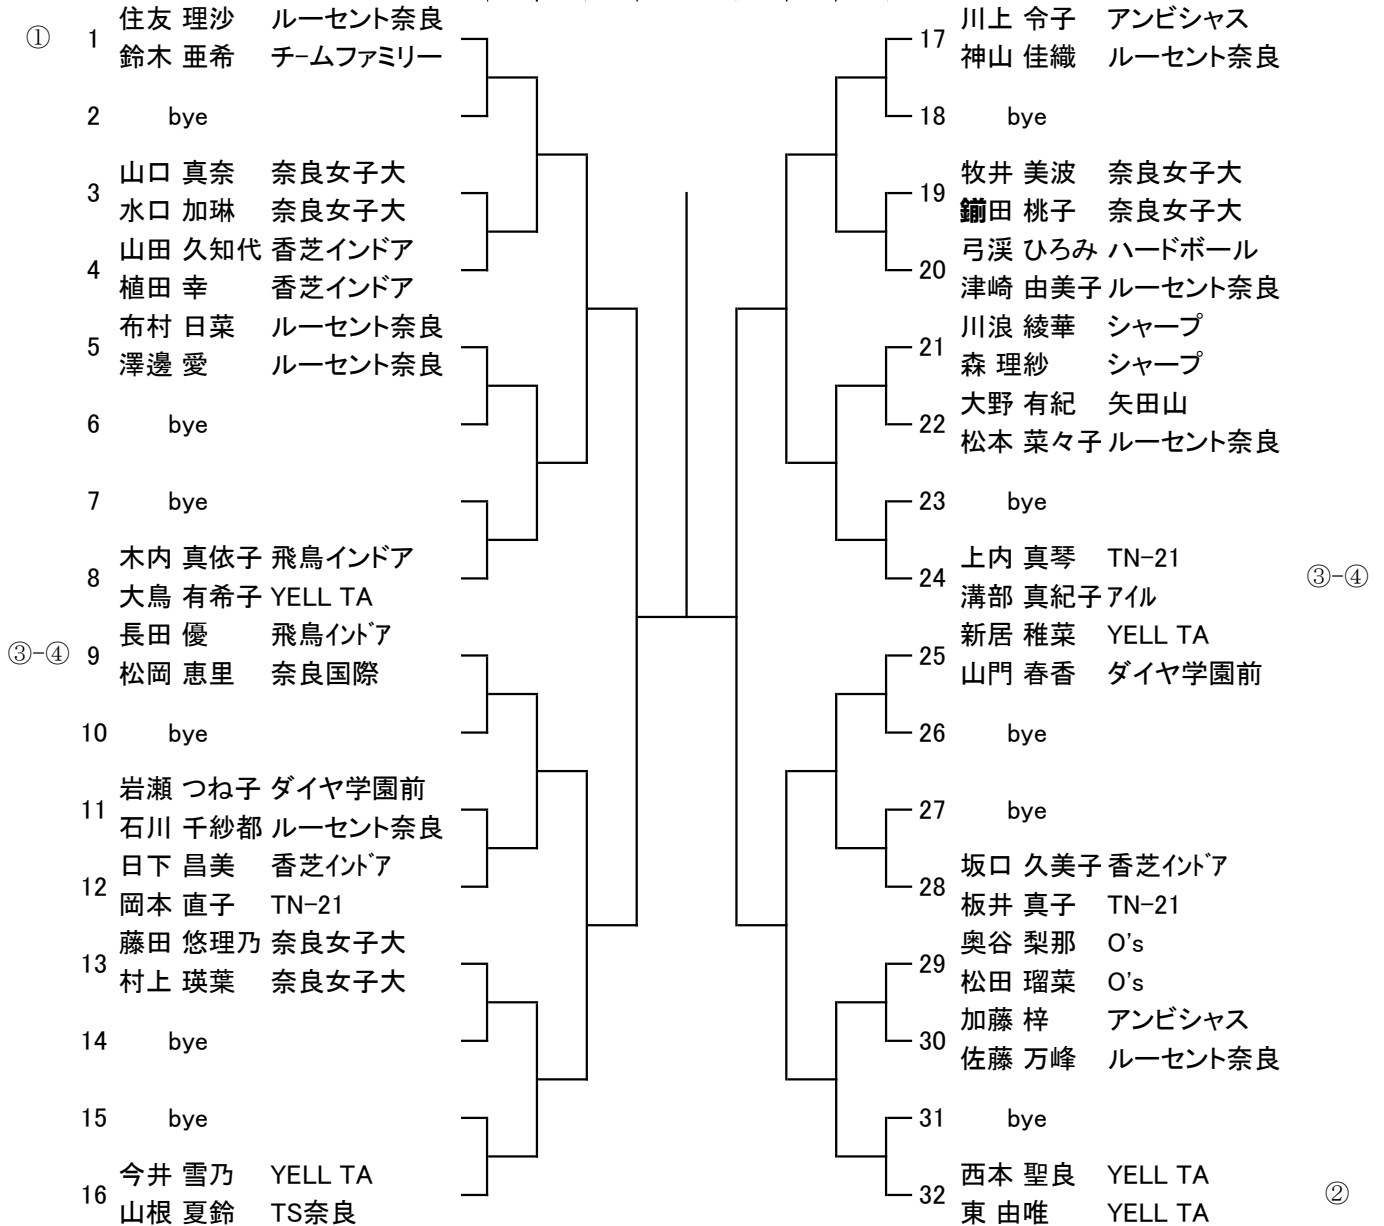 ① 1 住友 理沙 ルーセント奈良
鈴木 亜希 チームファミリー
2 bye
3 山口 真奈 奈良女子大
水口 加琳 奈良女子大
4 山田 久知代 香芝インドア
植田 幸 香芝インドア
5 布村 日菜 ルーセント奈良
澤邊 愛 ルーセント奈良
6 bye
7 bye
8 木内 真依子 飛鳥インドア
大鳥 有希子 YELL TA
③-④ 9 長田 優 飛鳥インドア
松岡 恵里 奈良国際
10 bye
11 岩瀬 つね子 ダイヤ学園前
石川 千紗都 ルーセント奈良
12 日下 昌美 香芝インドア
岡本 直子 TN-21
13 藤田 悠理乃 奈良女子大
村上 瑛葉 奈良女子大
14 bye
15 bye
16 今井 雪乃 YELL TA
山根 夏鈴 TS奈良
17 川上 令子 アンビシャス
神山 佳織 ルーセント奈良
18 bye
19 牧井 美波 奈良女子大
鎺田 桃子 奈良女子大
20 弓渓 ひろみ ハードボール
津崎 由美子 ルーセント奈良
21 川浪 綾華 シャープ
森 理紗 シャープ
22 大野 有紀 矢田山
松本 菜々子 ルーセント奈良
23 bye
24 上内 真琴 TN-21 ③-④
溝部 真紀子 アイル
25 新居 稚菜 YELL TA
山門 春香 ダイヤ学園前
26 bye
27 bye
28 坂口 久美子 香芝インドア
板井 真子 TN-21
29 奥谷 梨那 O's
松田 瑠菜 O's
30 加藤 梓 アンビシャス
佐藤 万峰 ルーセント奈良
31 bye
32 西本 聖良 YELL TA ②
東 由唯 YELL TA